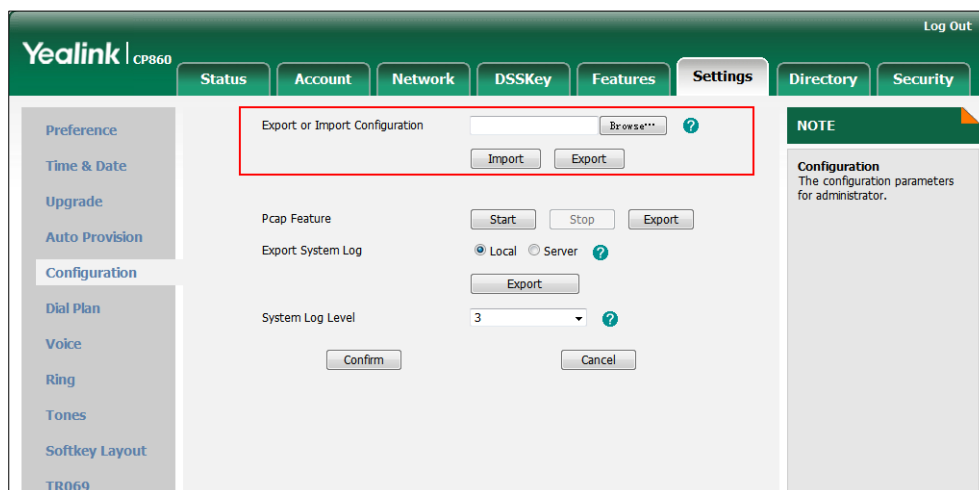 Log Out
Yealink CP860
Status Account Network DSSKey Features Settings Directory Security
Preference
Time & Date
Upgrade
Auto Provision
Configuration
Dial Plan
Voice
Ring
Tones
Softkey Layout
TR069
Export or Import Configuration Browse··· ?
Import Export
Pcap Feature Start Stop Export
Export System Log Local Server ?
Export
System Log Level 3 ?
Confirm Cancel
NOTE
Configuration
The configuration parameters
for administrator.